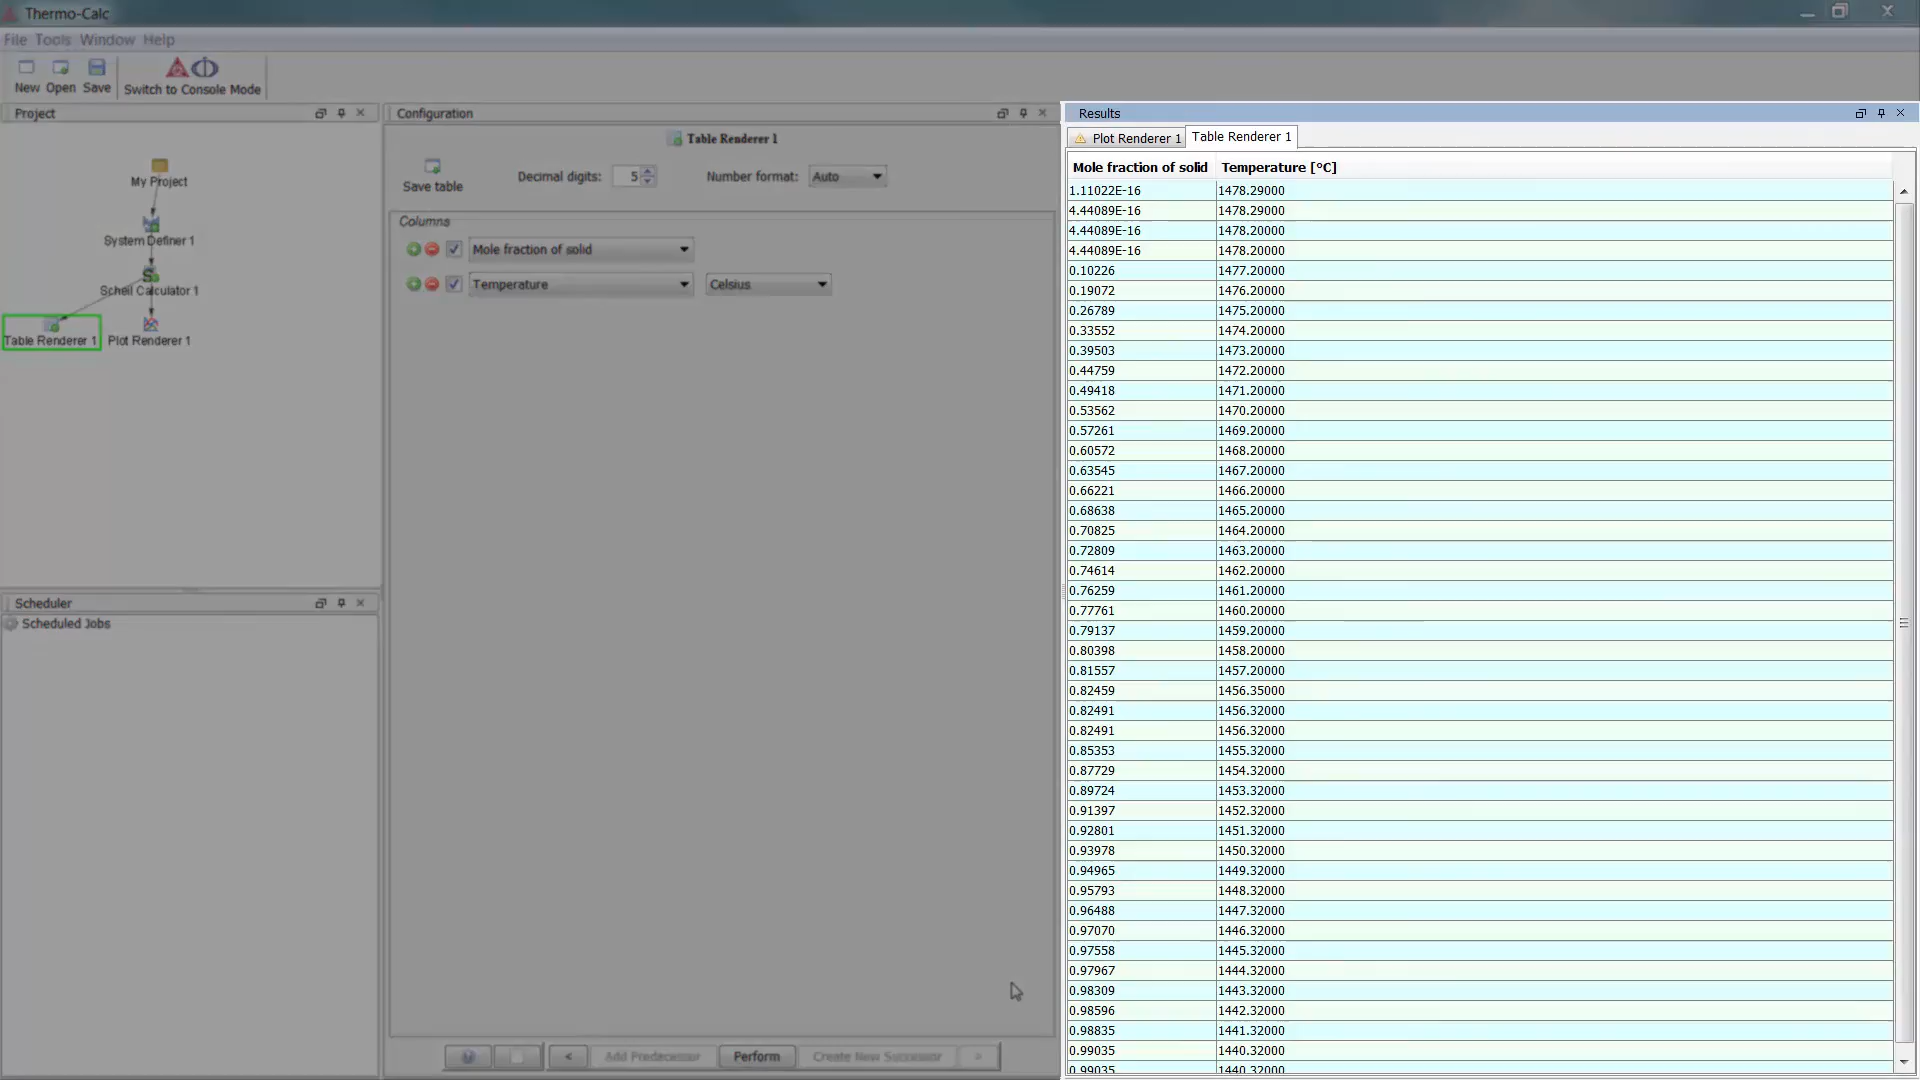 Thermo-Calc
File Tools Window Help
New Open Save Switch to Console Mode
Project
My Project
System Definer 1
Scheil Calculator 1
Table Renderer 1 Plot Renderer 1
Scheduler
Scheduled Jobs
Configuration
Table Renderer 1
Save table Decimal digits: 5 Number format: Auto
Columns
Mole fraction of solid
Temperature Celsius
< Add Predecessor Perform Create New Successor >
Results
Plot Renderer 1 Table Renderer 1
Mole fraction of solid Temperature [°C]
1.11022E-16 1478.29000
4.44089E-16 1478.29000
4.44089E-16 1478.20000
4.44089E-16 1478.20000
0.10226 1477.20000
0.19072 1476.20000
0.26789 1475.20000
0.33552 1474.20000
0.39503 1473.20000
0.44759 1472.20000
0.49418 1471.20000
0.53562 1470.20000
0.57261 1469.20000
0.60572 1468.20000
0.63545 1467.20000
0.66221 1466.20000
0.68638 1465.20000
0.70825 1464.20000
0.72809 1463.20000
0.74614 1462.20000
0.76259 1461.20000
0.77761 1460.20000
0.79137 1459.20000
0.80398 1458.20000
0.81557 1457.20000
0.82459 1456.35000
0.82491 1456.32000
0.82491 1456.32000
0.85353 1455.32000
0.87729 1454.32000
0.89724 1453.32000
0.91397 1452.32000
0.92801 1451.32000
0.93978 1450.32000
0.94965 1449.32000
0.95793 1448.32000
0.96488 1447.32000
0.97070 1446.32000
0.97558 1445.32000
0.97967 1444.32000
0.98309 1443.32000
0.98596 1442.32000
0.98835 1441.32000
0.99035 1440.32000
0.99035 1440.32000